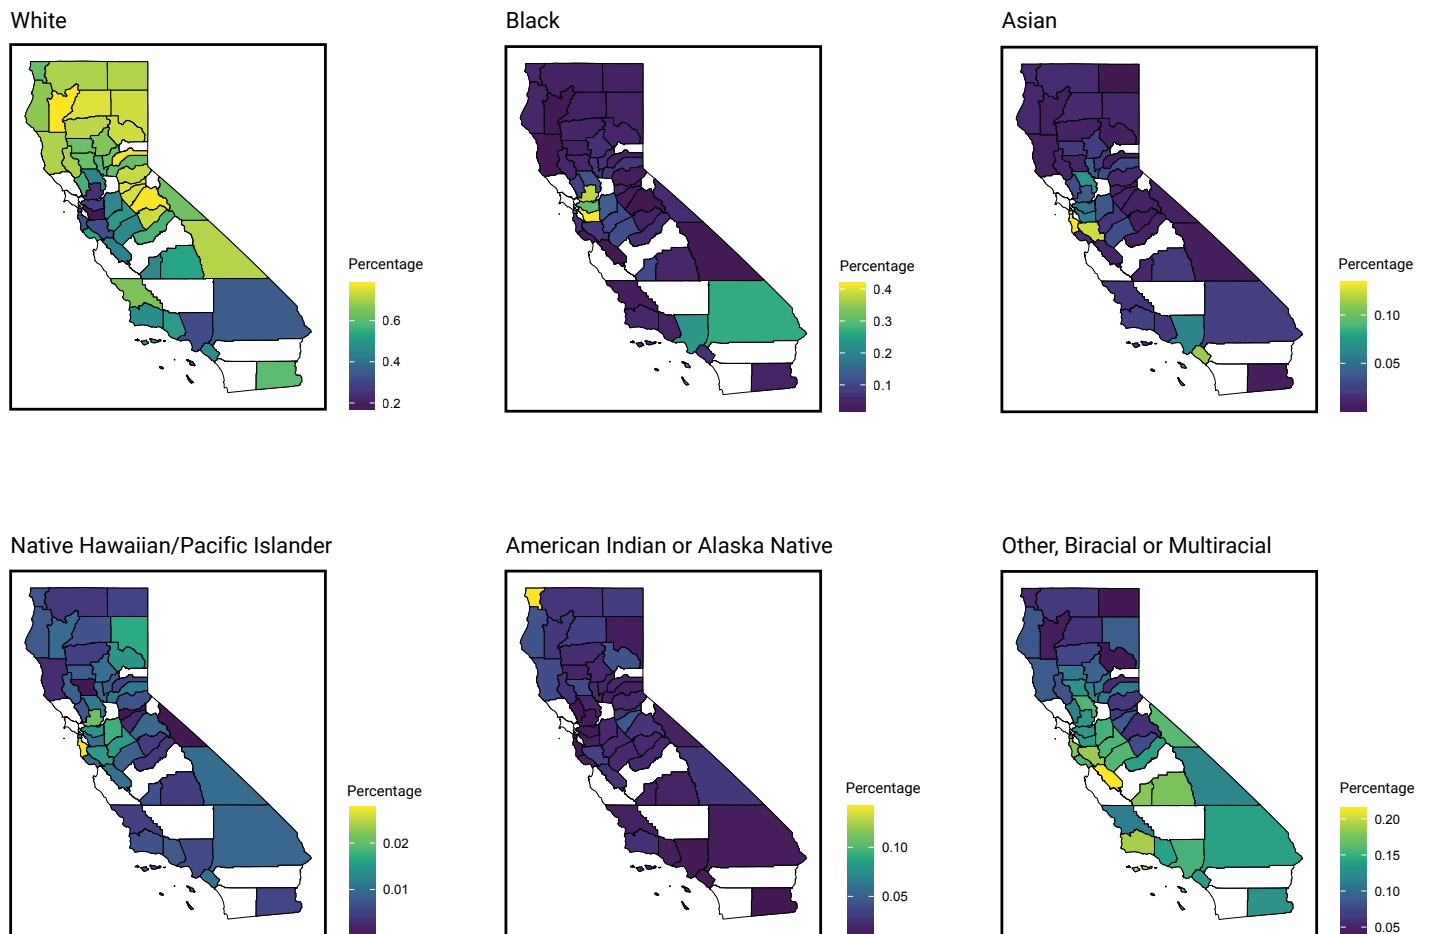 White
Black
Asian
Percentage
0.6
0.4
0.2
Percentage
0.4
0.3
0.2
0.1
Percentage
0.10
0.05
Native Hawaiian/Pacific Islander
American Indian or Alaska Native
Other, Biracial or Multiracial
Percentage
0.02
0.01
Percentage
0.10
0.05
Percentage
0.20
0.15
0.10
0.05